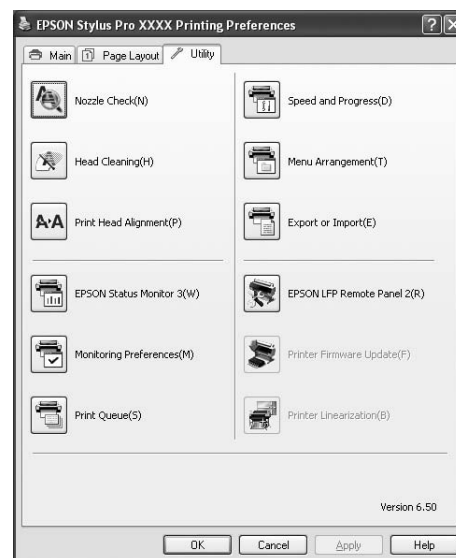 EPSON Stylus Pro XXXX Printing Preferences
Main Page Layout Utility
Nozzle Check(N)
Head Cleaning(H)
Print Head Alignment(P)
EPSON Status Monitor 3(W)
Monitoring Preferences(M)
Print Queue(S)
Speed and Progress(D)
Menu Arrangement(T)
Export or Import(E)
EPSON LFP Remote Panel 2(R)
Printer Firmware Update(F)
Printer Linearization(B)
Version 6.50
OK Cancel Apply Help